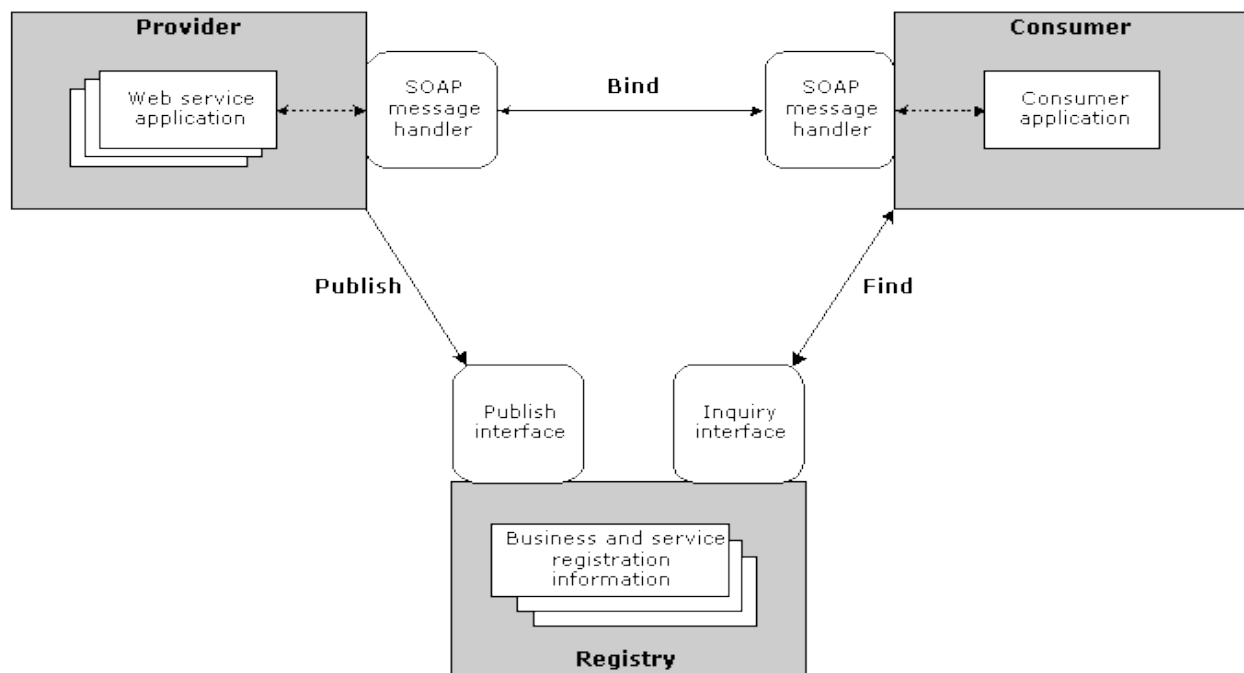 Provider
Consumer
Web service
application
SOAP
message
handler
Bind
SOAP
message
handler
Consumer
application
Publish
Find
Publish
interface
Inquiry
interface
Business and service
registration
information
Registry